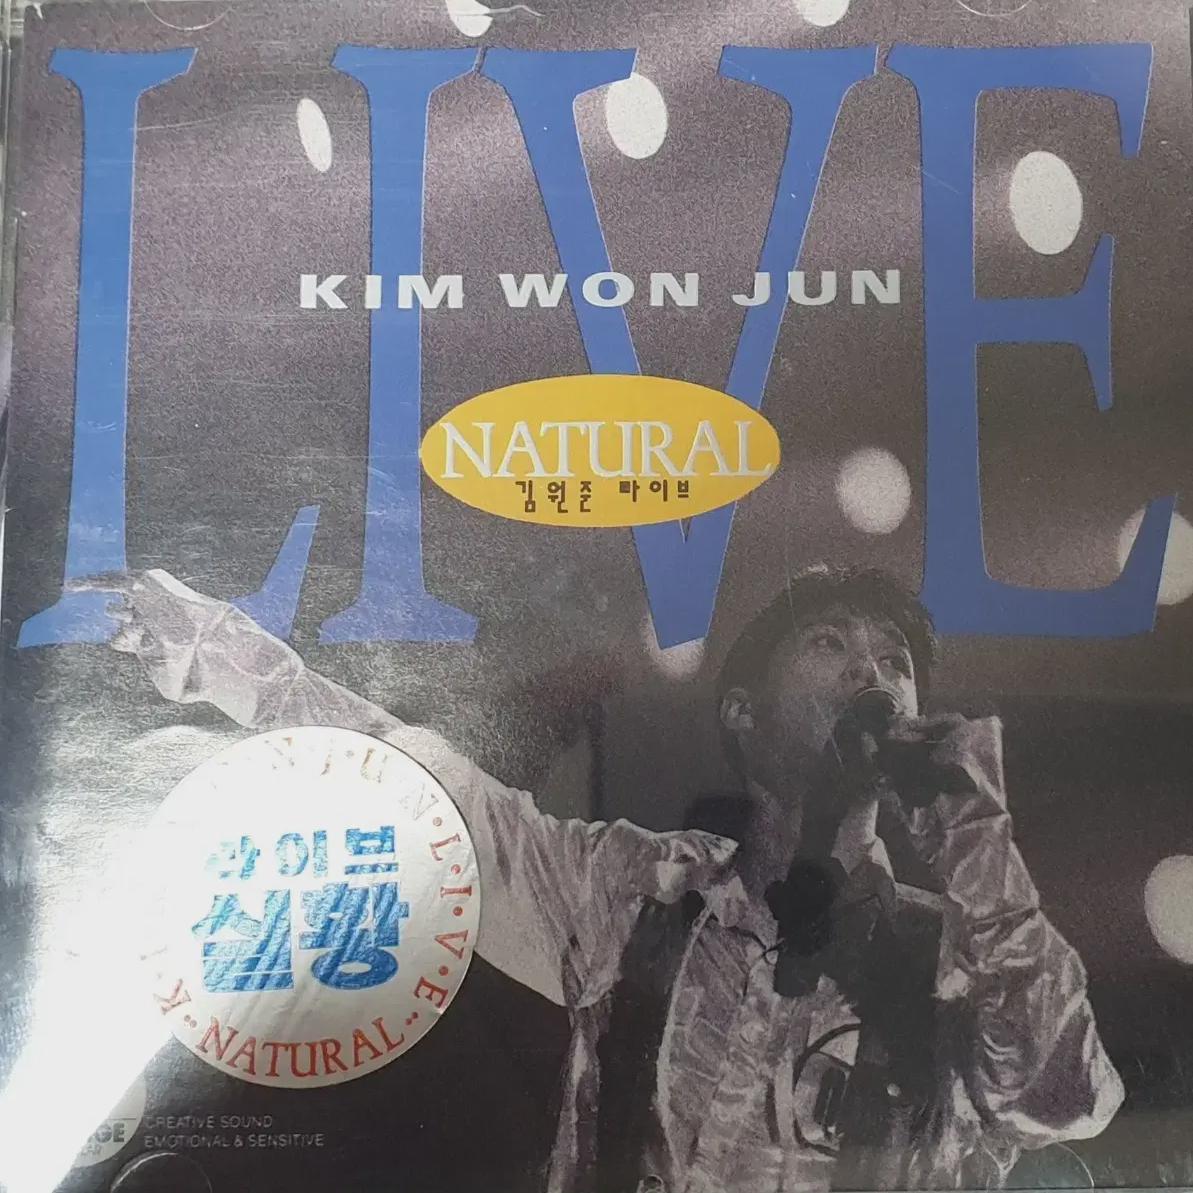 LIVE
KIM WON JUN
NATURAL
김원준 라이브
N·J·U·N·L·I·V·E··NATURAL··K
라이브
실황
GE
CREATIVE SOUND
EMOTIONAL & SENSITIVE